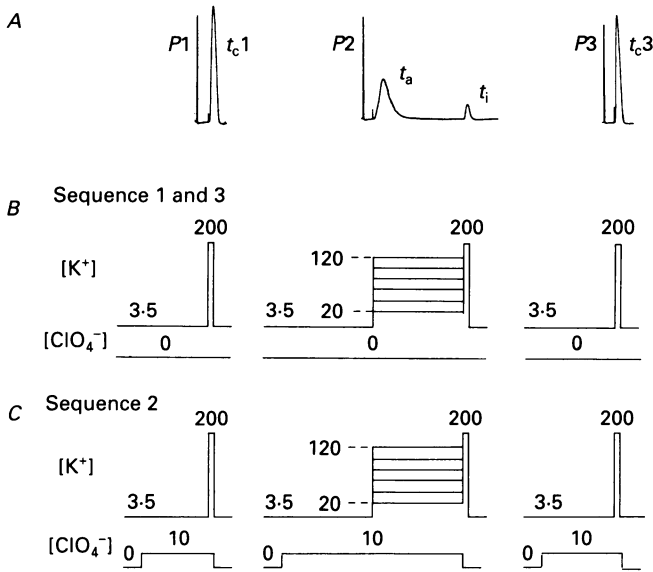 A
P1 tc1
P2 ta ti
P3 tc3
B Sequence 1 and 3
200 200 200
[K+] 120
3·5 3·5 20 3·5
[ClO4−] 0 0 0
C Sequence 2
200 200 200
[K+] 120
3·5 3·5 20 3·5
[ClO4−] 0 10 0 10 0 10